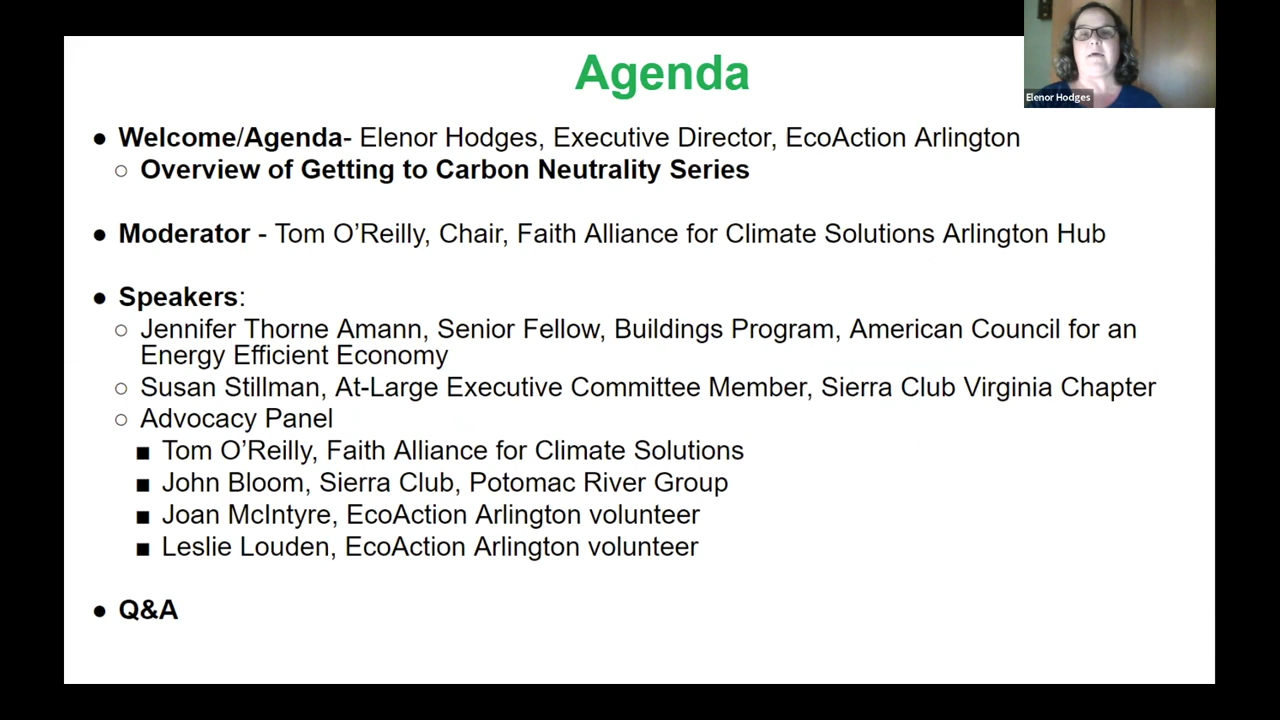 Agenda
Elenor Hodges
● Welcome/Agenda- Elenor Hodges, Executive Director, EcoAction Arlington
○ Overview of Getting to Carbon Neutrality Series
● Moderator - Tom O’Reilly, Chair, Faith Alliance for Climate Solutions Arlington Hub
● Speakers:
○ Jennifer Thorne Amann, Senior Fellow, Buildings Program, American Council for an
Energy Efficient Economy
○ Susan Stillman, At-Large Executive Committee Member, Sierra Club Virginia Chapter
○ Advocacy Panel
■ Tom O’Reilly, Faith Alliance for Climate Solutions
■ John Bloom, Sierra Club, Potomac River Group
■ Joan McIntyre, EcoAction Arlington volunteer
■ Leslie Louden, EcoAction Arlington volunteer
● Q&A